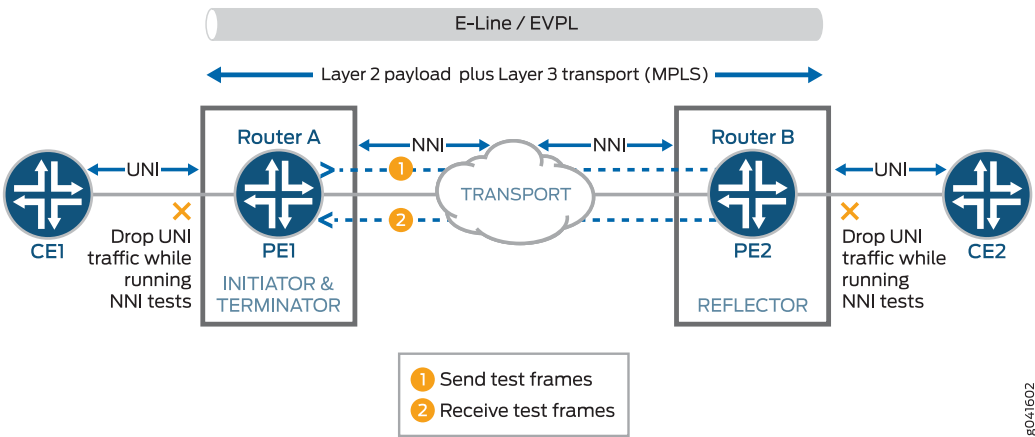 E-Line / EVPL
Layer 2 payload plus Layer 3 transport (MPLS)
Router A
Router B
UNI
NNI
NNI
UNI
1
TRANSPORT
2
CE1
PE1
PE2
CE2
Drop UNI
traffic while
running
NNI tests
INITIATOR &
TERMINATOR
REFLECTOR
Drop UNI
traffic while
running
NNI tests
1 Send test frames
2 Receive test frames
g041602